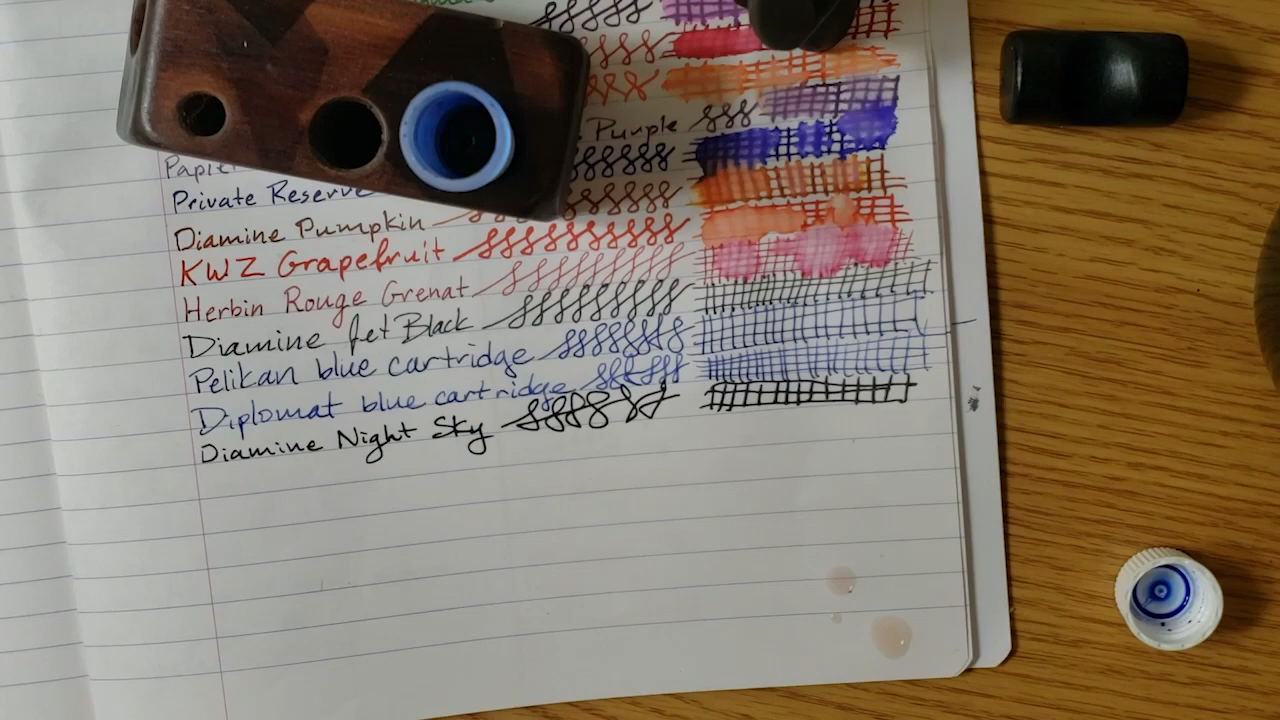 Purple
Private Reserve
Diamine Pumpkin
KWZ Grapefruit
Herbin Rouge Grenat
Diamine Jet Black
Pelikan blue cartridge
Diplomat blue cartridge
Diamine Night Sky